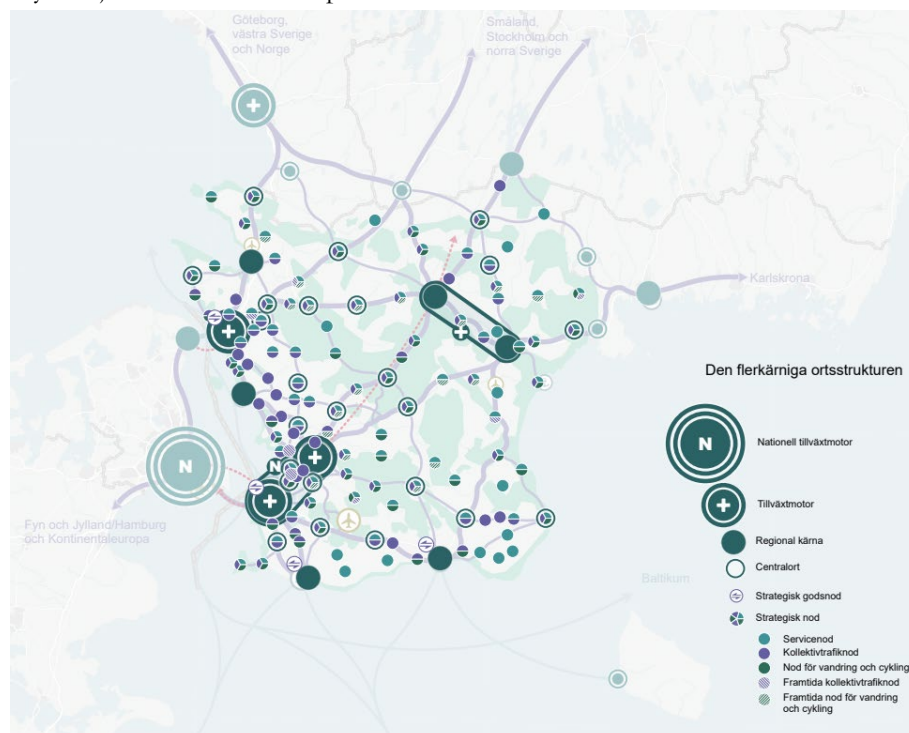 Göteborg,
västra Sverige
och Norge
Småland,
Stockholm och
norra Sverige
Karlskrona
Den flerkärniga ortsstrukturen
N
Nationell tillväxtmotor
N
N
Tillväxtmotor
Regional kärna
Fyn och Jylland/Hamburg
och Kontinentaleuropa
Centralort
Baltikum
Strategisk godsnod
Strategisk nod
Servicenod
Kollektivtrafiknod
Nod för vandring och cykling
Framtida kollektivtrafiknod
Framtida nod för vandring
och cykling